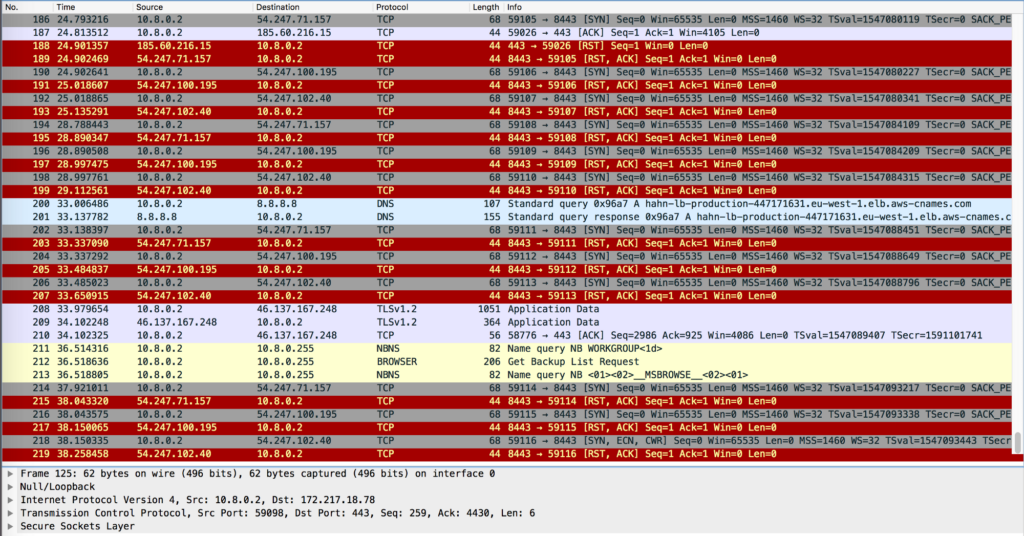 No. Time Source Destination Protocol Length Info
186 24.793216 10.8.0.2 54.247.71.157 TCP 68 59105 → 8443 [SYN] Seq=0 Win=65535 Len=0 MSS=1460 WS=32 TSval=1547080119 TSecr=0 SACK_PE
187 24.813512 10.8.0.2 185.60.216.15 TCP 44 59026 → 443 [ACK] Seq=1 Ack=1 Win=4105 Len=0
188 24.901357 185.60.216.15 10.8.0.2 TCP 44 443 → 59026 [RST] Seq=1 Win=0 Len=0
189 24.902469 54.247.71.157 10.8.0.2 TCP 44 8443 → 59105 [RST, ACK] Seq=1 Ack=1 Win=0 Len=0
190 24.902641 10.8.0.2 54.247.100.195 TCP 68 59106 → 8443 [SYN] Seq=0 Win=65535 Len=0 MSS=1460 WS=32 TSval=1547080227 TSecr=0 SACK_PE
191 25.018607 54.247.100.195 10.8.0.2 TCP 44 8443 → 59106 [RST, ACK] Seq=1 Ack=1 Win=0 Len=0
192 25.018865 10.8.0.2 54.247.102.40 TCP 68 59107 → 8443 [SYN] Seq=0 Win=65535 Len=0 MSS=1460 WS=32 TSval=1547080341 TSecr=0 SACK_PE
193 25.135291 54.247.102.40 10.8.0.2 TCP 44 8443 → 59107 [RST, ACK] Seq=1 Ack=1 Win=0 Len=0
194 28.788443 10.8.0.2 54.247.71.157 TCP 68 59108 → 8443 [SYN] Seq=0 Win=65535 Len=0 MSS=1460 WS=32 TSval=1547084109 TSecr=0 SACK_PE
195 28.890347 54.247.71.157 10.8.0.2 TCP 44 8443 → 59108 [RST, ACK] Seq=1 Ack=1 Win=0 Len=0
196 28.890508 10.8.0.2 54.247.100.195 TCP 68 59109 → 8443 [SYN] Seq=0 Win=65535 Len=0 MSS=1460 WS=32 TSval=1547084209 TSecr=0 SACK_PE
197 28.997475 54.247.100.195 10.8.0.2 TCP 44 8443 → 59109 [RST, ACK] Seq=1 Ack=1 Win=0 Len=0
198 28.997761 10.8.0.2 54.247.102.40 TCP 68 59110 → 8443 [SYN] Seq=0 Win=65535 Len=0 MSS=1460 WS=32 TSval=1547084315 TSecr=0 SACK_PE
199 29.112561 54.247.102.40 10.8.0.2 TCP 44 8443 → 59110 [RST, ACK] Seq=1 Ack=1 Win=0 Len=0
200 33.006486 10.8.0.2 8.8.8.8 DNS 107 Standard query 0x96a7 A hahn-lb-production-447171631.eu-west-1.elb.aws-cnames.com
201 33.137782 8.8.8.8 10.8.0.2 DNS 155 Standard query response 0x96a7 A hahn-lb-production-447171631.eu-west-1.elb.aws-cnames.c
202 33.138397 10.8.0.2 54.247.71.157 TCP 68 59111 → 8443 [SYN] Seq=0 Win=65535 Len=0 MSS=1460 WS=32 TSval=1547088451 TSecr=0 SACK_PE
203 33.337090 54.247.71.157 10.8.0.2 TCP 44 8443 → 59111 [RST, ACK] Seq=1 Ack=1 Win=0 Len=0
204 33.337292 10.8.0.2 54.247.100.195 TCP 68 59112 → 8443 [SYN] Seq=0 Win=65535 Len=0 MSS=1460 WS=32 TSval=1547088649 TSecr=0 SACK_PE
205 33.484837 54.247.100.195 10.8.0.2 TCP 44 8443 → 59112 [RST, ACK] Seq=1 Ack=1 Win=0 Len=0
206 33.485023 10.8.0.2 54.247.102.40 TCP 68 59113 → 8443 [SYN] Seq=0 Win=65535 Len=0 MSS=1460 WS=32 TSval=1547088796 TSecr=0 SACK_PE
207 33.650915 54.247.102.40 10.8.0.2 TCP 44 8443 → 59113 [RST, ACK] Seq=1 Ack=1 Win=0 Len=0
208 33.979654 10.8.0.2 46.137.167.248 TLSv1.2 1051 Application Data
209 34.102248 46.137.167.248 10.8.0.2 TLSv1.2 364 Application Data
210 34.102325 10.8.0.2 46.137.167.248 TCP 56 58776 → 443 [ACK] Seq=2986 Ack=925 Win=4086 Len=0 TSval=1547089407 TSecr=1591101741
211 36.514316 10.8.0.2 10.8.0.255 NBNS 82 Name query NB WORKGROUP<1d>
212 36.518636 10.8.0.2 10.8.0.255 BROWSER 206 Get Backup List Request
213 36.518805 10.8.0.2 10.8.0.255 NBNS 82 Name query NB <01><02>__MSBROWSE__<02><01>
214 37.921011 10.8.0.2 54.247.71.157 TCP 68 59114 → 8443 [SYN] Seq=0 Win=65535 Len=0 MSS=1460 WS=32 TSval=1547093217 TSecr=0 SACK_PE
215 38.043320 54.247.71.157 10.8.0.2 TCP 44 8443 → 59114 [RST, ACK] Seq=1 Ack=1 Win=0 Len=0
216 38.043575 10.8.0.2 54.247.100.195 TCP 68 59115 → 8443 [SYN] Seq=0 Win=65535 Len=0 MSS=1460 WS=32 TSval=1547093338 TSecr=0 SACK_PE
217 38.150065 54.247.100.195 10.8.0.2 TCP 44 8443 → 59115 [RST, ACK] Seq=1 Ack=1 Win=0 Len=0
218 38.150335 10.8.0.2 54.247.102.40 TCP 68 59116 → 8443 [SYN, ECN, CWR] Seq=0 Win=65535 Len=0 MSS=1460 WS=32 TSval=1547093443 TSecr
219 38.258458 54.247.102.40 10.8.0.2 TCP 44 8443 → 59116 [RST, ACK] Seq=1 Ack=1 Win=0 Len=0
Frame 125: 62 bytes on wire (496 bits), 62 bytes captured (496 bits) on interface 0
Null/Loopback
Internet Protocol Version 4, Src: 10.8.0.2, Dst: 172.217.18.78
Transmission Control Protocol, Src Port: 59098, Dst Port: 443, Seq: 259, Ack: 4430, Len: 6
Secure Sockets Layer